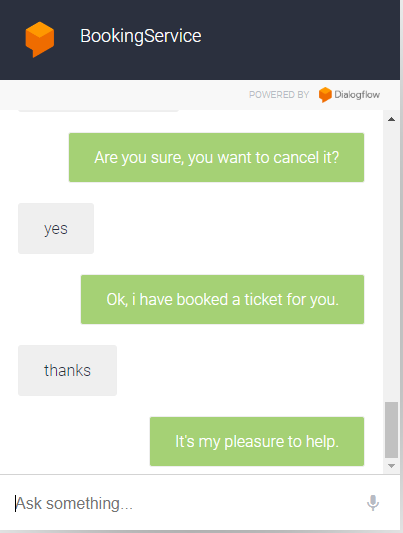 BookingService
POWERED BY Dialogflow
Are you sure, you want to cancel it?
yes
Ok, i have booked a ticket for you.
thanks
It's my pleasure to help.
Ask something...